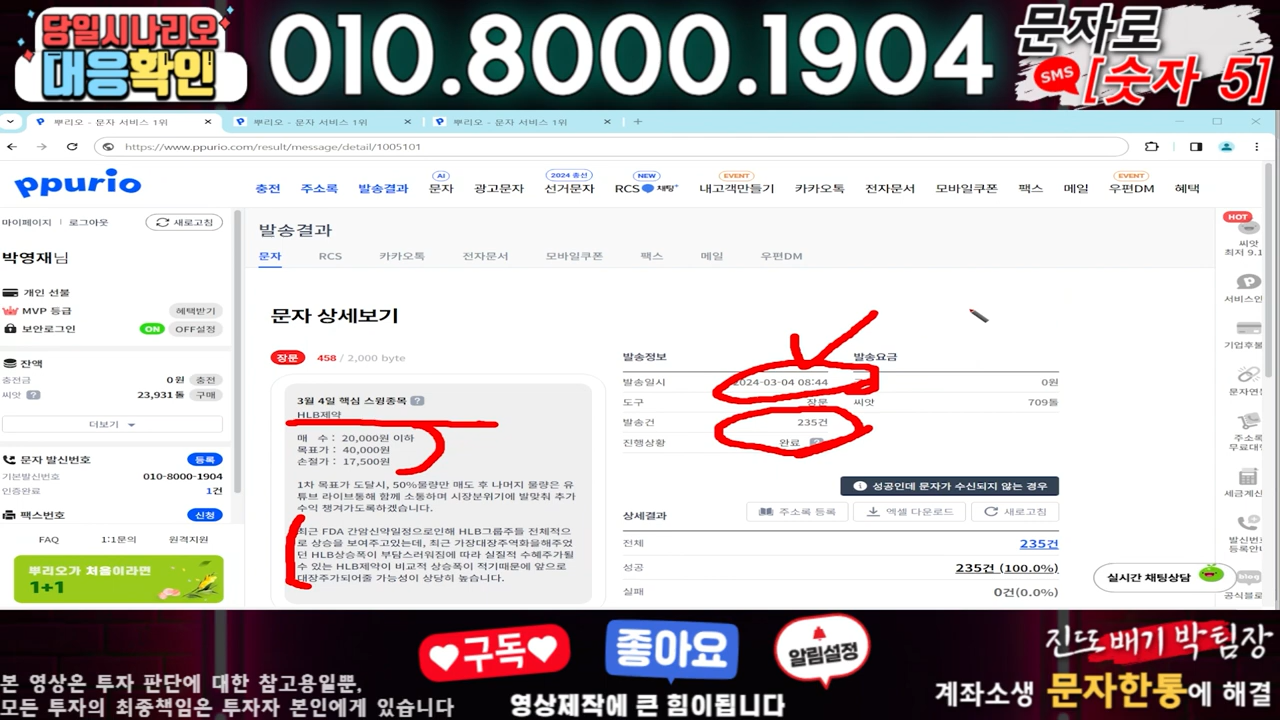 당일시나리오
대응확인
010.8000.1904
문자로
SMS
[숫자 5]
뿌리오 - 문자 서비스 1위
뿌리오 - 문자 서비스 1위
뿌리오 - 문자 서비스 1위
https://www.ppurio.com/result/message/detail/1005101
ppurio
충전 주소록 발송결과 AI 문자 광고문자 2024 총선 선거문자 NEW RCS 채팅+ EVENT 내고객만들기 카카오톡 전자문서 모바일쿠폰 팩스 메일 EVENT 우편DM 혜택
마이페이지 | 로그아웃 새로고침
박영재님
개인 선불
MVP 등급 혜택받기
보안로그인 ON OFF설정
잔액
충전금 0원 충전
씨앗 ? 23,931톨 구매
더보기
문자 발신번호 등록
기본발신번호 010-8000-1904
인증완료 1건
팩스번호 신청
FAQ 1:1문의 원격지원
뿌리오가 처음이라면
1+1
발송결과
문자 RCS 카카오톡 전자문서 모바일쿠폰 팩스 메일 우편DM
문자 상세보기
장문 458 / 2,000 byte
3월 4일 핵심 스윙종목 ?
HLB제약
매 수 : 20,000원 이하
목표가 : 40,000원
손절가 : 17,500원
1차 목표가 도달시, 50%물량만 매도 후 나머지 물량은 유
튜브 라이브통해 함께 소통하며 시장분위기에 발맞춰 추가
수익 챙겨가도록하겠습니다.
최근 FDA 간암신약일정으로인해 HLB그룹주들 전체적으
로 상승을 보여주고있는데, 최근 가장대장주역화을해주었
던 HLB상승폭이 부담스러워짐에 따라 실질적 수혜주가될
수 있는 HLB제약이 비교적 상승폭이 적기때문에 앞으로
대장주가되어줄 가능성이 상당히 높습니다.
발송정보
발송일시 2024-03-04 08:44
도구 장문
발송건 235건
진행상황 완료 ?
발송요금
0원
씨앗 709톨
성공인데 문자가 수신되지 않는 경우
상세결과 주소록 등록 엑셀 다운로드 새로고침
전체 235건
성공 235건 (100.0%)
실패 0건(0.0%)
HOT
씨앗
최저 9.1
서비스인
기업후불
문자연동
주소록
무료대행
세금계산
발신번호
등록안내
blog
공식블로
실시간 채팅상담
구독
좋아요
알림설정
영상제작에 큰 힘이됩니다
본 영상은 투자 판단에 대한 참고용일뿐,
모든 투자의 최종책임은 투자자 본인에게 있습니다
진또배기 박팀장
계좌소생 문자한통에 해결